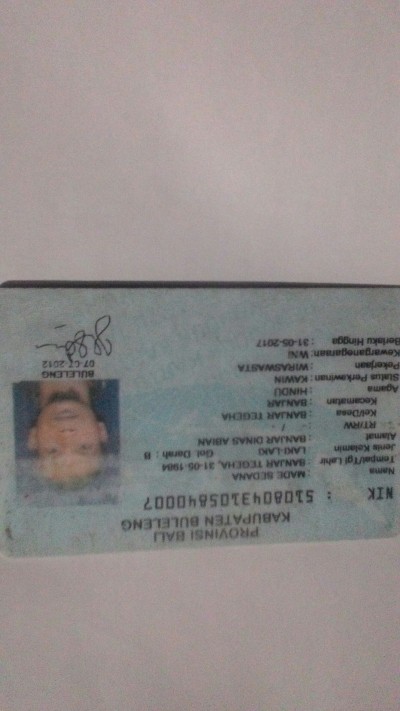 PROVINSI BALI
KABUPATEN BULELENG
NIK : 5108043105840007
Nama : MADE SEDANA
Tempat/Tgl Lahir : BANJAR TEGEHA, 31-05-1984
Jenis Kelamin : LAKI-LAKI Gol. Darah : B
Alamat : BANJAR DINAS ABIAN
RT/RW : - / -
Kel/Desa : BANJAR TEGEHA
Kecamatan : BANJAR
Agama : HINDU
Status Perkawinan : KAWIN
Pekerjaan : WIRASWASTA
Kewarganegaraan: WNI
Berlaku Hingga : 31-05-2017
BULELENG
07-07-2012